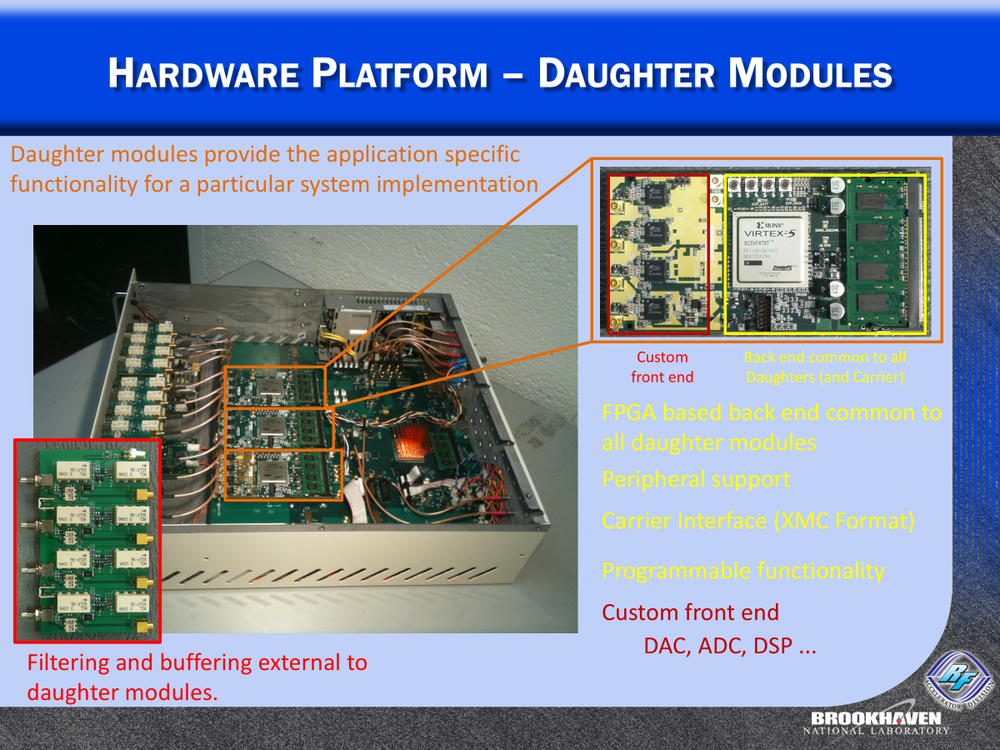 HARDWARE PLATFORM – DAUGHTER MODULES
Daughter modules provide the application specific
functionality for a particular system implementation
XILINX
VIRTEX-5
XC5VFX70T
PowerPC
Custom
front end
Back end common to all
Daughters (and Carrier)
FPGA based back end common to
all daughter modules
Peripheral support
Carrier Interface (XMC Format)
Programmable functionality
Custom front end
DAC, ADC, DSP ...
Filtering and buffering external to
daughter modules.
RF
ACCELERATOR DIVISION
BROOKHAVEN
NATIONAL LABORATORY